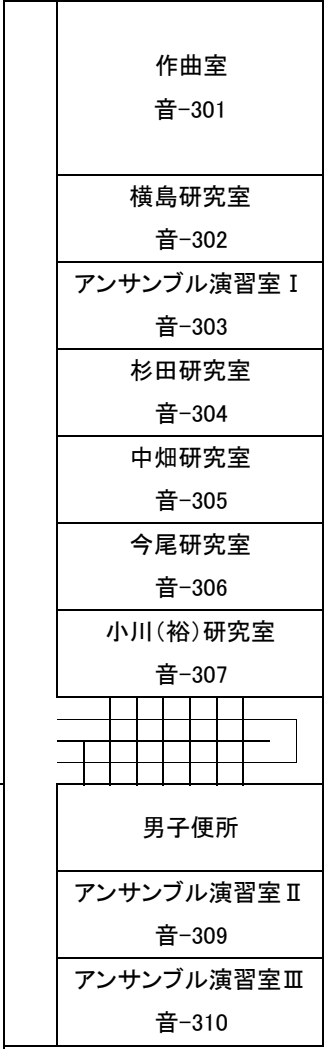 作曲室
音-301
横島研究室
音-302
アンサンブル演習室Ⅰ
音-303
杉田研究室
音-304
中畑研究室
音-305
今尾研究室
音-306
小川(裕)研究室
音-307
男子便所
アンサンブル演習室Ⅱ
音-309
アンサンブル演習室Ⅲ
音-310